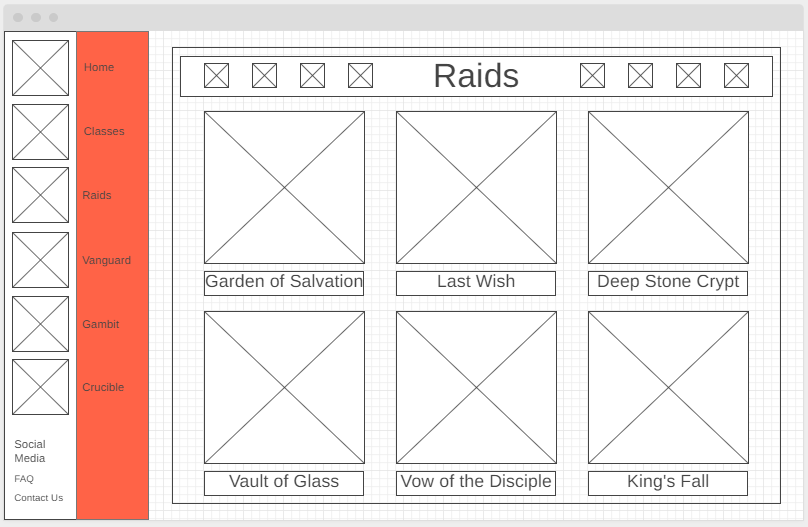 Home
Classes
Raids
Vanguard
Gambit
Crucible
Social
Media
FAQ
Contact Us
Raids
Garden of Salvation
Last Wish
Deep Stone Crypt
Vault of Glass
Vow of the Disciple
King's Fall